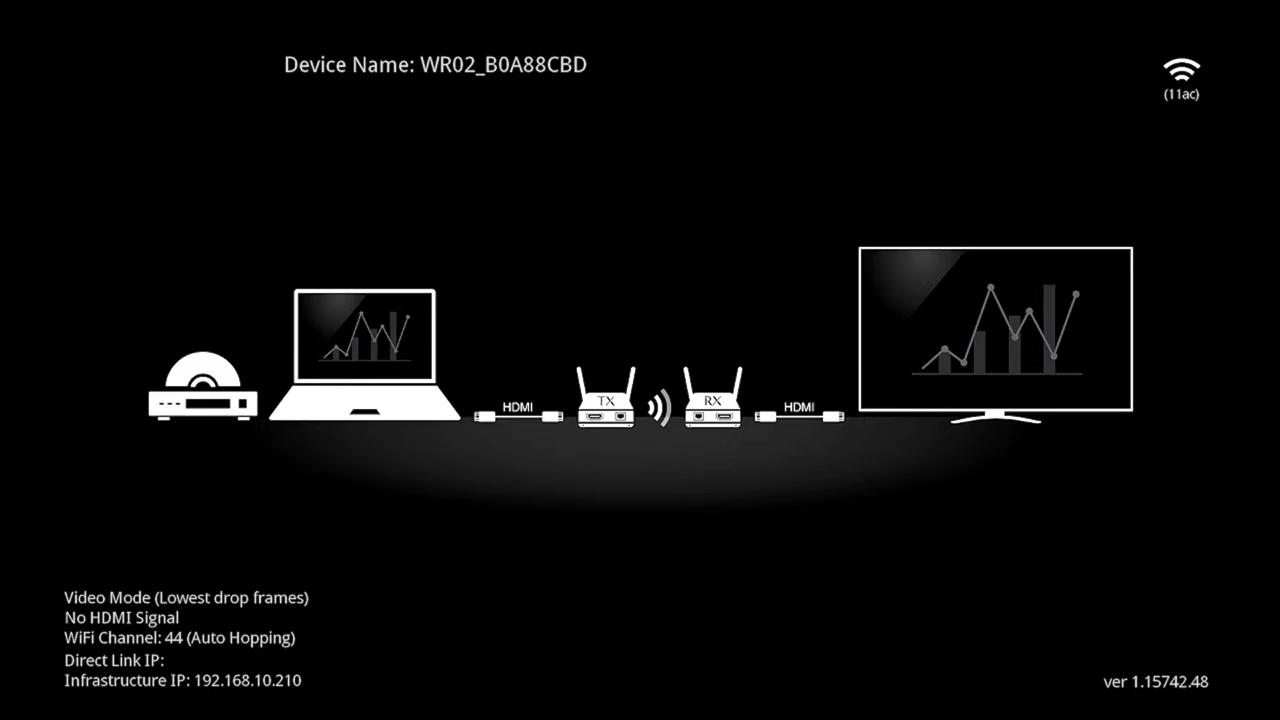 Device Name: WR02_B0A88CBD
(11ac)
HDMI
TX
RX
HDMI
Video Mode (Lowest drop frames)
No HDMI Signal
WiFi Channel: 44 (Auto Hopping)
Direct Link IP:
Infrastructure IP: 192.168.10.210
ver 1.15742.48